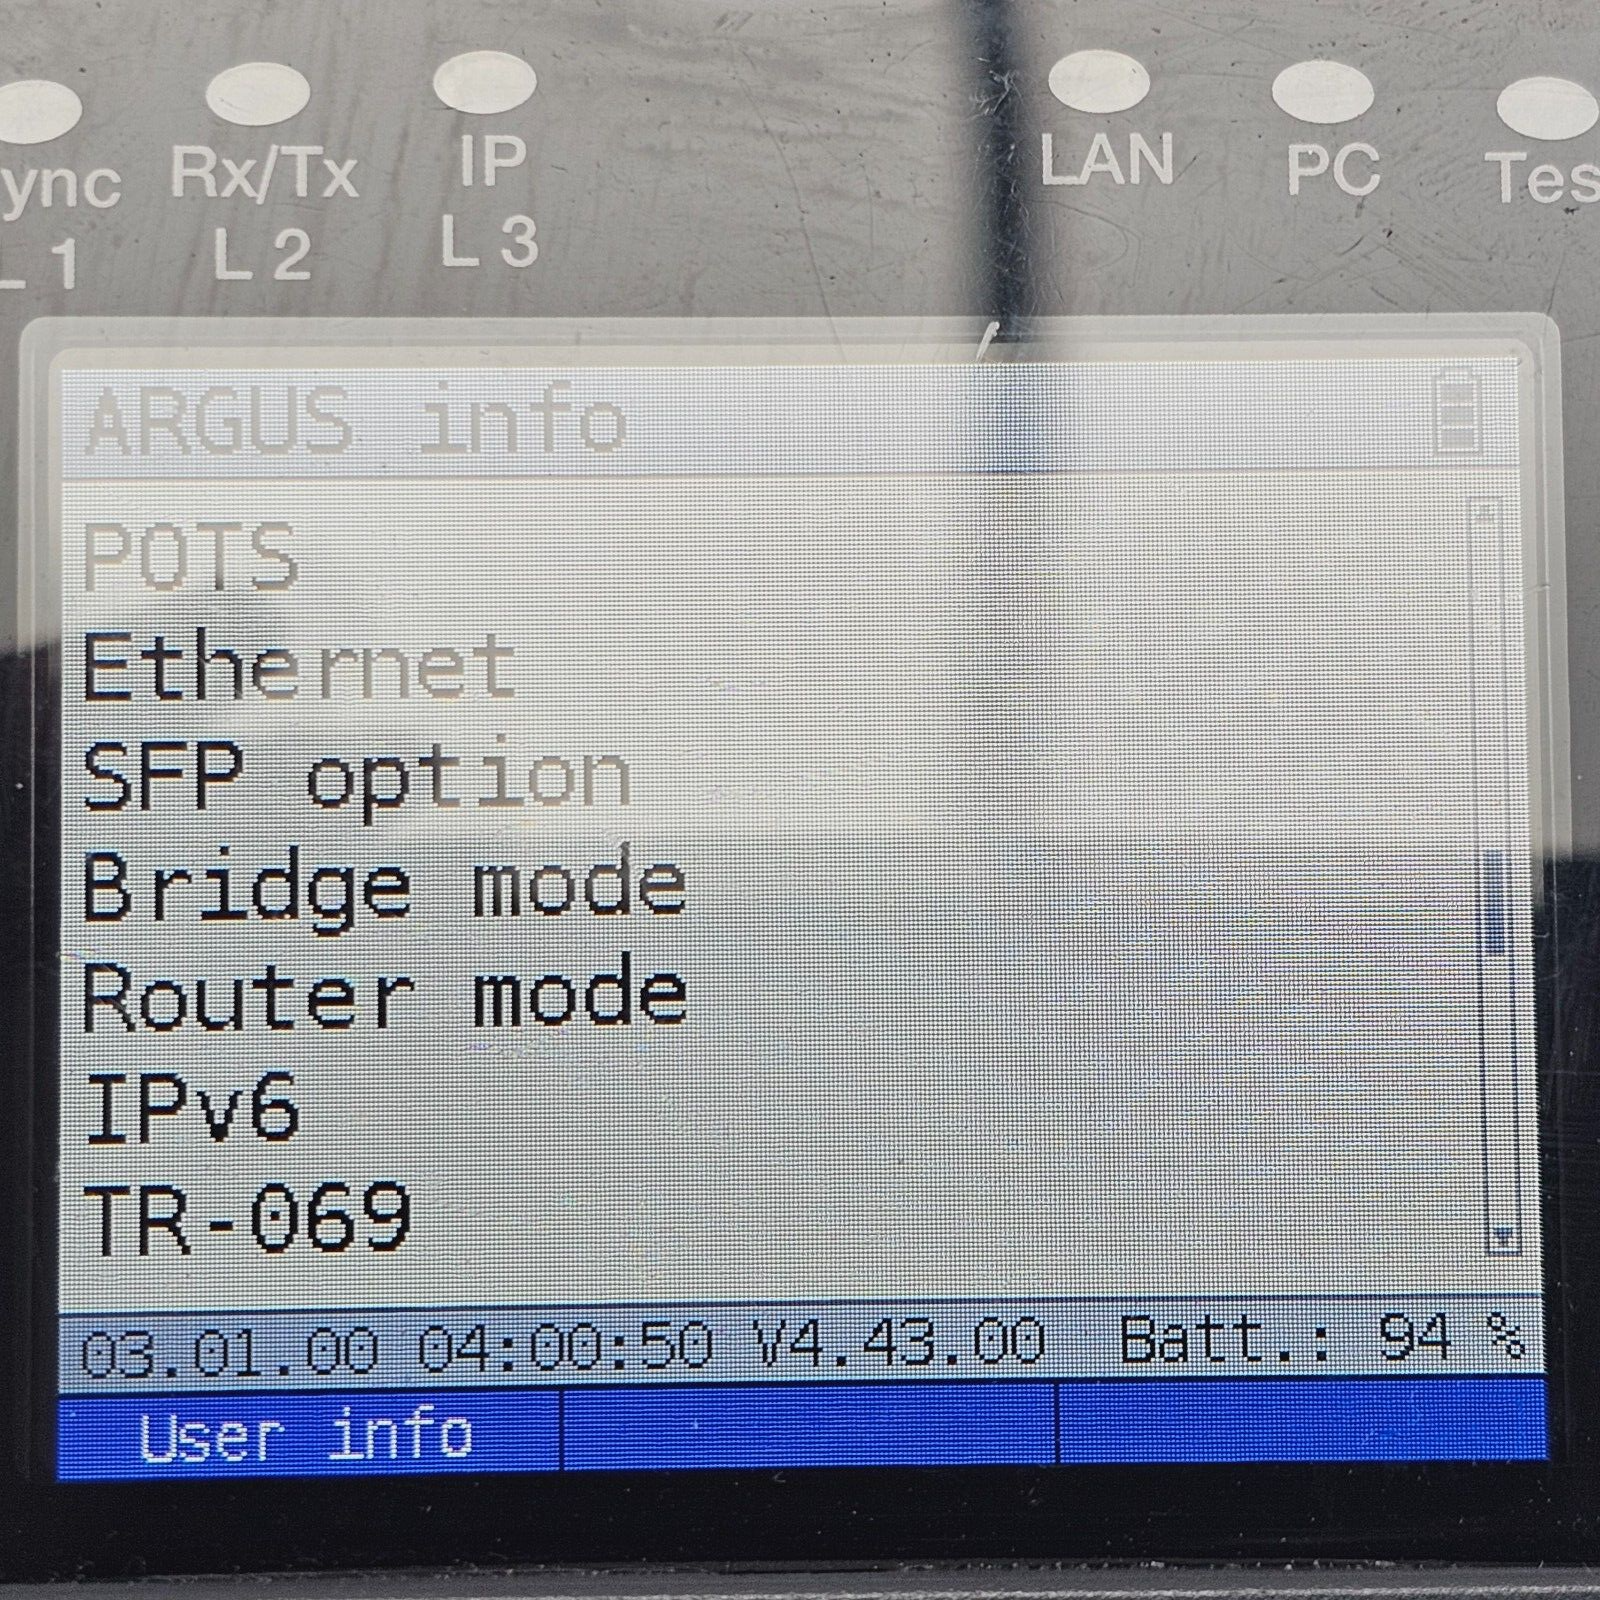 ync Rx/Tx IP LAN PC Tes
L 1 L 2 L 3
ARGUS info
POTS
Ethernet
SFP option
Bridge mode
Router mode
IPv6
TR-069
03.01.00 04:00:50 V4.43.00 Batt.: 94 %
User info